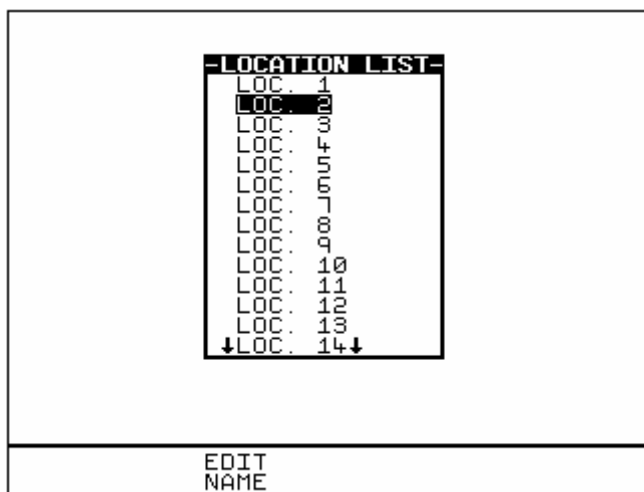 -LOCATION LIST-
LOC. 1
LOC. 2
LOC. 3
LOC. 4
LOC. 5
LOC. 6
LOC. 7
LOC. 8
LOC. 9
LOC. 10
LOC. 11
LOC. 12
LOC. 13
↓LOC. 14↓
EDIT
NAME